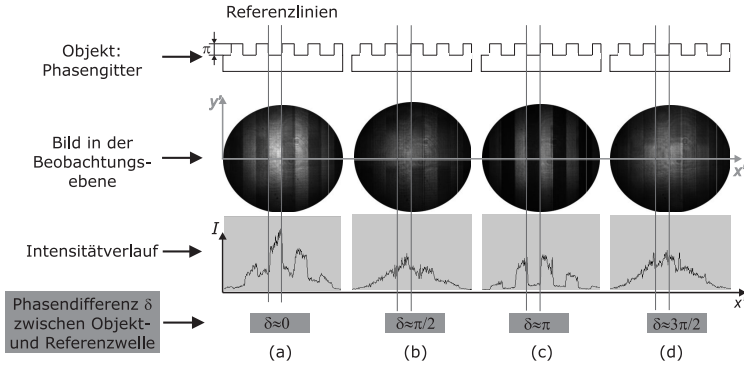 Referenzlinien
Objekt:
Phasengitter
π
y'
Bild in der
Beobachtungs-
ebene
x'
Intensitätverlauf
I
x'
Phasendifferenz δ
zwischen Objekt-
und Referenzwelle
δ≈0
δ≈π/2
δ≈π
δ≈3π/2
(a)
(b)
(c)
(d)